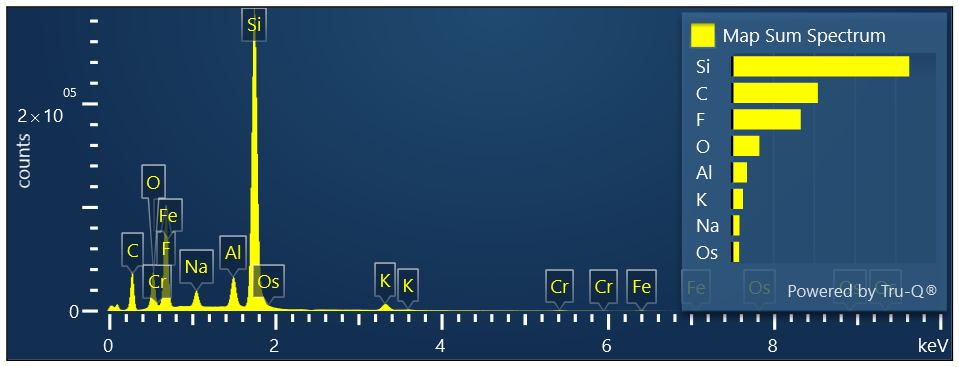 Si
Map Sum Spectrum
Si
C
F
O
Al
K
Na
Os
Powered by Tru-Q®
2×10 05
counts
O
Fe
C
F
Al
Na
Cr
Os
K
K
Cr
Cr
Fe
Fe
Os
Os
0
0
2
4
6
8
keV